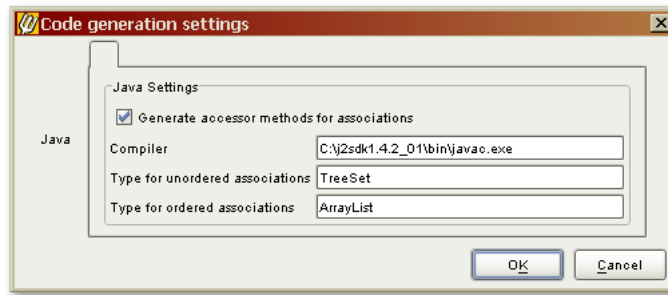 Code generation settings
Java
Java Settings
Generate accessor methods for associations
Compiler C:\j2sdk1.4.2_01\bin\javac.exe
Type for unordered associations TreeSet
Type for ordered associations ArrayList
OK Cancel